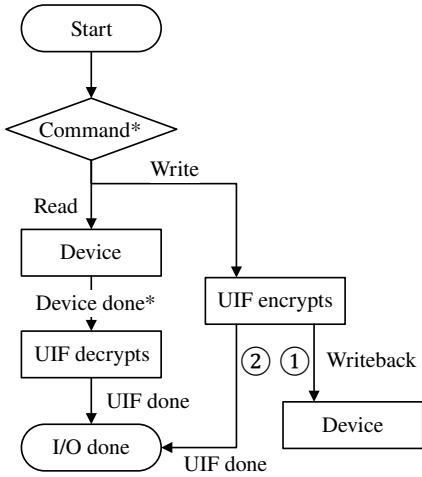 Start
Command*
Write
Read
Device
Device done*
UIF encrypts
UIF decrypts
② ① Writeback
UIF done
Device
I/O done
UIF done